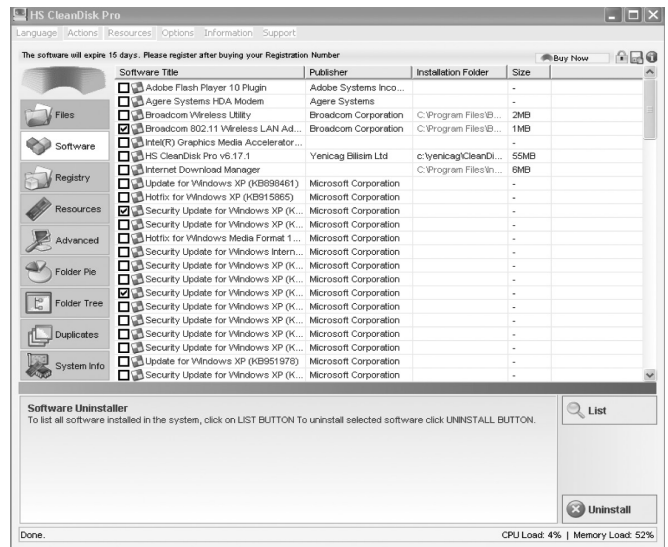 HS CleanDisk Pro
Language Actions Resources Options Information Support
The software will expire 15 days. Please register after buying your Registration Number
Buy Now
Software Title Publisher Installation Folder Size
Adobe Flash Player 10 Plugin Adobe Systems Inco... -
Agere Systems HDA Modem Agere Systems -
Broadcom Wireless Utility Broadcom Corporation C:\Program Files\B... 2MB
Broadcom 802.11 Wireless LAN Ad... Broadcom Corporation C:\Program Files\B... 1MB
Intel(R) Graphics Media Accelerator... -
HS CleanDisk Pro v6.17.1 Yenicag Bilisim Ltd c:\yenicag\CleanDi... 55MB
Internet Download Manager C:\Program Files\In... 6MB
Update for Windows XP (KB898461) Microsoft Corporation -
Hotfix for Windows XP (KB915865) Microsoft Corporation -
Security Update for Windows XP (K... Microsoft Corporation -
Security Update for Windows XP (K... Microsoft Corporation -
Hotfix for Windows Media Format 1... Microsoft Corporation -
Security Update for Windows Intern... Microsoft Corporation -
Security Update for Windows XP (K... Microsoft Corporation -
Security Update for Windows XP (K... Microsoft Corporation -
Security Update for Windows XP (K... Microsoft Corporation -
Security Update for Windows XP (K... Microsoft Corporation -
Security Update for Windows XP (K... Microsoft Corporation -
Security Update for Windows XP (K... Microsoft Corporation -
Security Update for Windows XP (K... Microsoft Corporation -
Update for Windows XP (KB951978) Microsoft Corporation -
Security Update for Windows XP (K... Microsoft Corporation -
Files
Software
Registry
Resources
Advanced
Folder Pie
Folder Tree
Duplicates
System Info
Software Uninstaller
To list all software installed in the system, click on LIST BUTTON To uninstall selected software click UNINSTALL BUTTON.
List
Uninstall
Done.
CPU Load: 4% | Memory Load: 52%